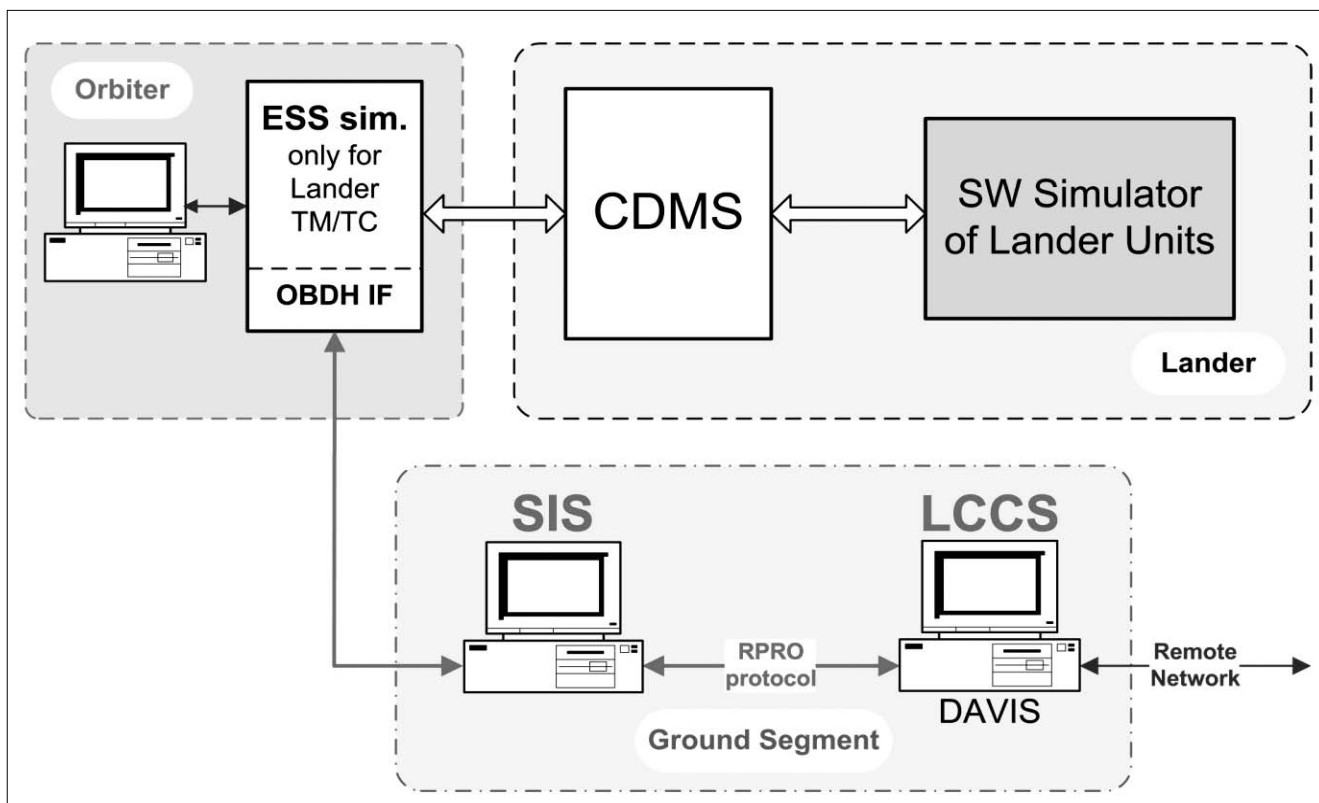 Orbiter
ESS sim.
only for
Lander
TM/TC
OBDH IF
CDMS
SW Simulator
of Lander Units
Lander
SIS
LCCS
RPRO
protocol
DAVIS
Remote
Network
Ground Segment